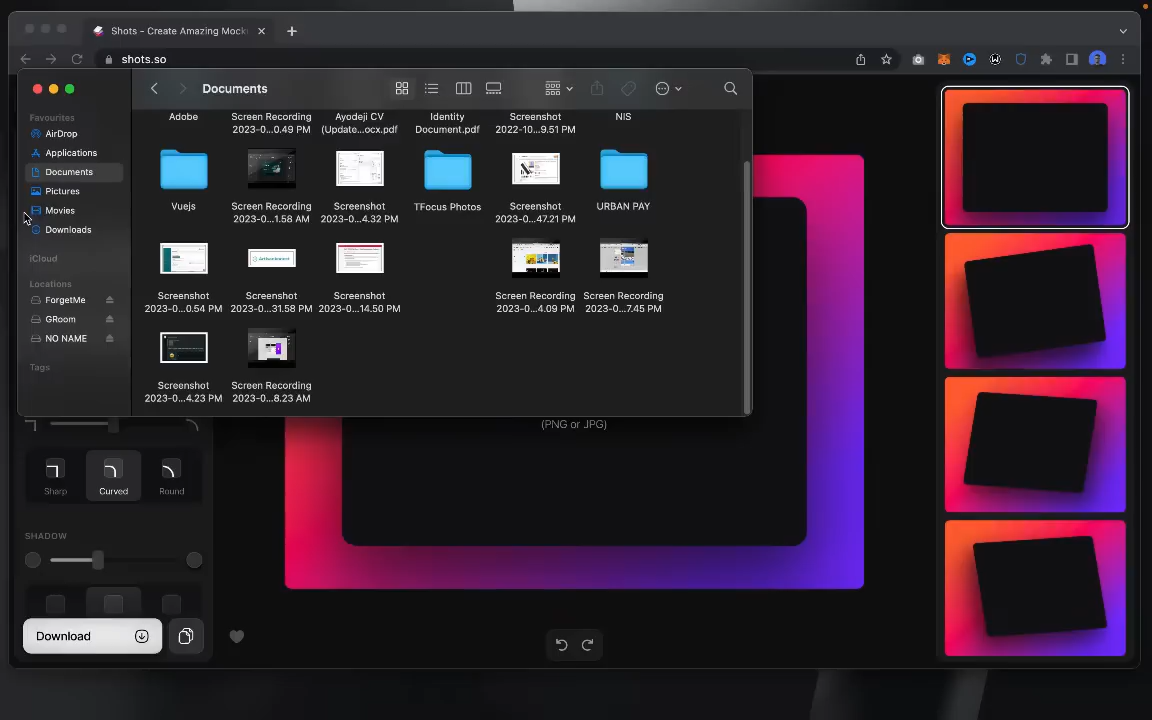 Shots - Create Amazing Mock
shots.so
Documents
Favourites
AirDrop
Applications
Documents
Pictures
Movies
Downloads
iCloud
Locations
ForgetMe
GRoom
NO NAME
Tags
Adobe
Screen Recording
2023-0...0.49 PM
Ayodeji CV
(Update...ocx.pdf
Identity
Document.pdf
Screenshot
2022-10...9.51 PM
NIS
Vuejs
Screen Recording
2023-0...1.58 AM
Screenshot
2023-0...4.32 PM
TFocus Photos
Screenshot
2023-0...47.21 PM
URBAN PAY
Screenshot
2023-0...0.54 PM
Screenshot
2023-0...31.58 PM
Screenshot
2023-0...14.50 PM
Screen Recording
2023-0...4.09 PM
Screen Recording
2023-0...7.45 PM
Screenshot
2023-0...4.23 PM
Screen Recording
2023-0...8.23 AM
(PNG or JPG)
Sharp
Curved
Round
SHADOW
Download